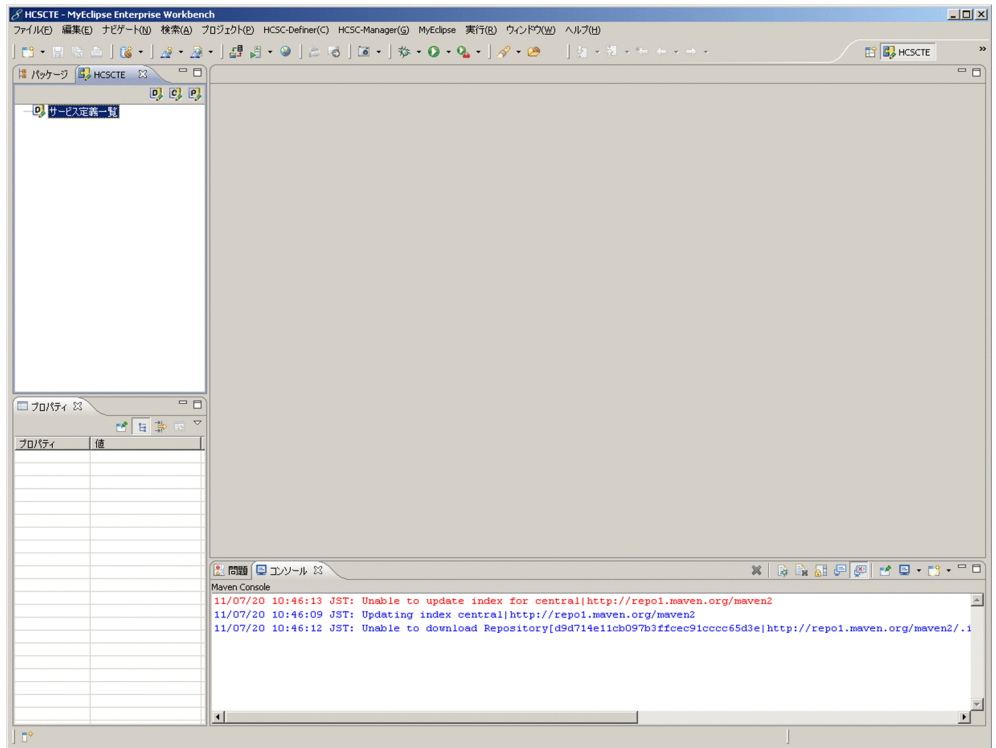 HCSCTE - MyEclipse Enterprise Workbench
ファイル(F) 編集(E) ナビゲート(N) 検索(A) プロジェクト(P) HCSC-Definer(C) HCSC-Manager(G) MyEclipse 実行(R) ウィンドウ(W) ヘルプ(H)
HCSCTE
パッケージ HCSCTE
サービス定義一覧
プロパティ
プロパティ 値
問題 コンソール
Maven Console
11/07/20 10:46:13 JST: Unable to update index for central|http://repo1.maven.org/maven2
11/07/20 10:46:09 JST: Updating index central|http://repo1.maven.org/maven2
11/07/20 10:46:12 JST: Unable to download Repository[d9d714e11cb097b3ffcec91cccc65d3e|http://repo1.maven.org/maven2/.i